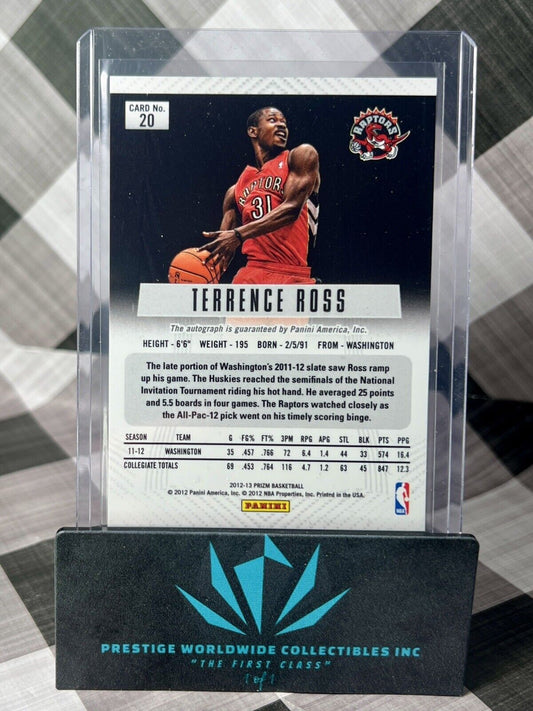 CARD No.
20
RAPTORS
RAPTORS
31
TERRENCE ROSS
The autograph is guaranteed by Panini America, Inc.
HEIGHT - 6'6" WEIGHT - 195 BORN - 2/5/91 FROM - WASHINGTON
The late portion of Washington's 2011-12 slate saw Ross ramp
up his game. The Huskies reached the semifinals of the National
Invitation Tournament riding his hot hand. He averaged 25 points
and 5.5 boards in four games. The Raptors watched closely as
the All-Pac-12 pick went on his timely scoring binge.
SEASON TEAM G FG% FT% 3PM RPG APG STL BLK PTS PPG
11-12 WASHINGTON 35 .457 .766 72 6.4 1.4 44 33 574 16.4
COLLEGIATE TOTALS 69 .453 .764 116 4.7 1.2 63 45 847 12.3
2012-13 PRIZM BASKETBALL
© 2012 Panini America, Inc. © 2012 NBA Properties, Inc. Printed in the USA.
PANINI
NBA
PRESTIGE WORLDWIDE COLLECTIBLES INC
"THE FIRST CLASS"
1 of 1